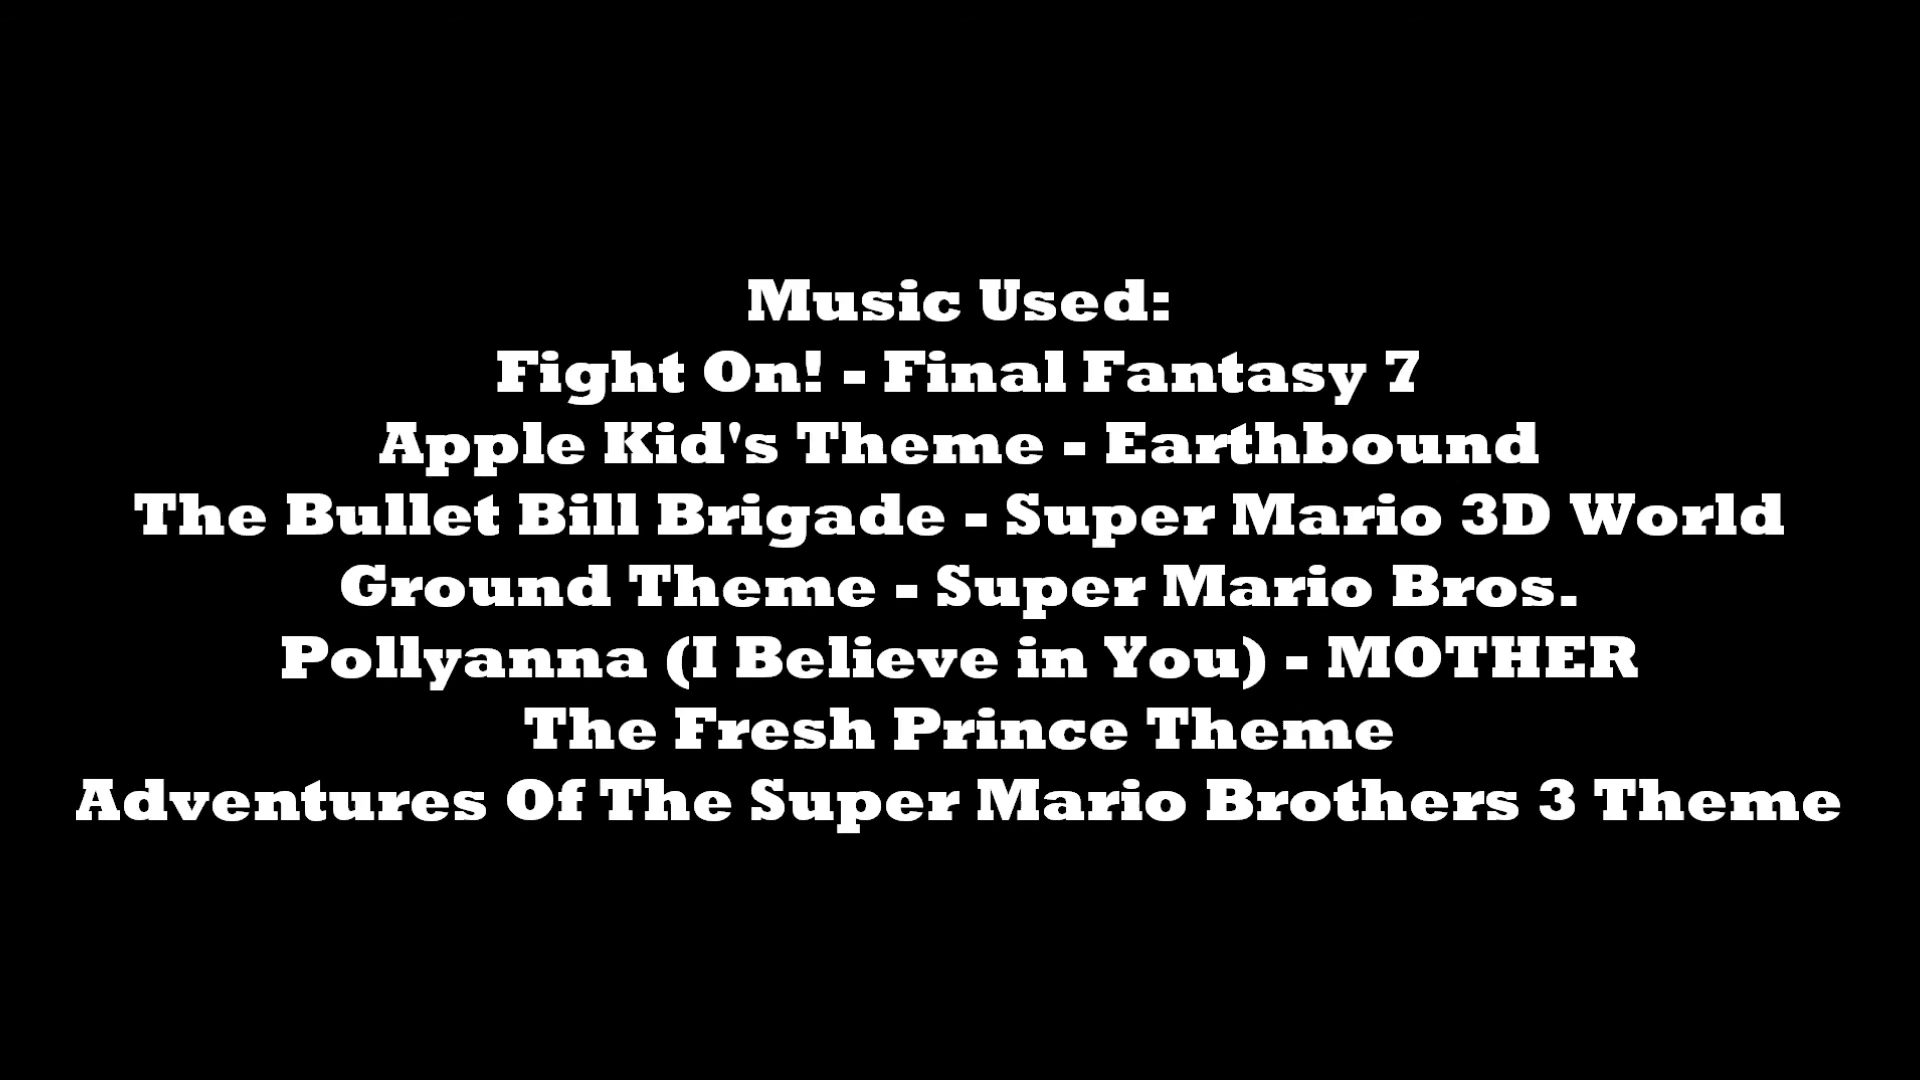 Music Used:
Fight On! - Final Fantasy 7
Apple Kid's Theme - Earthbound
The Bullet Bill Brigade - Super Mario 3D World
Ground Theme - Super Mario Bros.
Pollyanna (I Believe in You) - MOTHER
The Fresh Prince Theme
Adventures Of The Super Mario Brothers 3 Theme